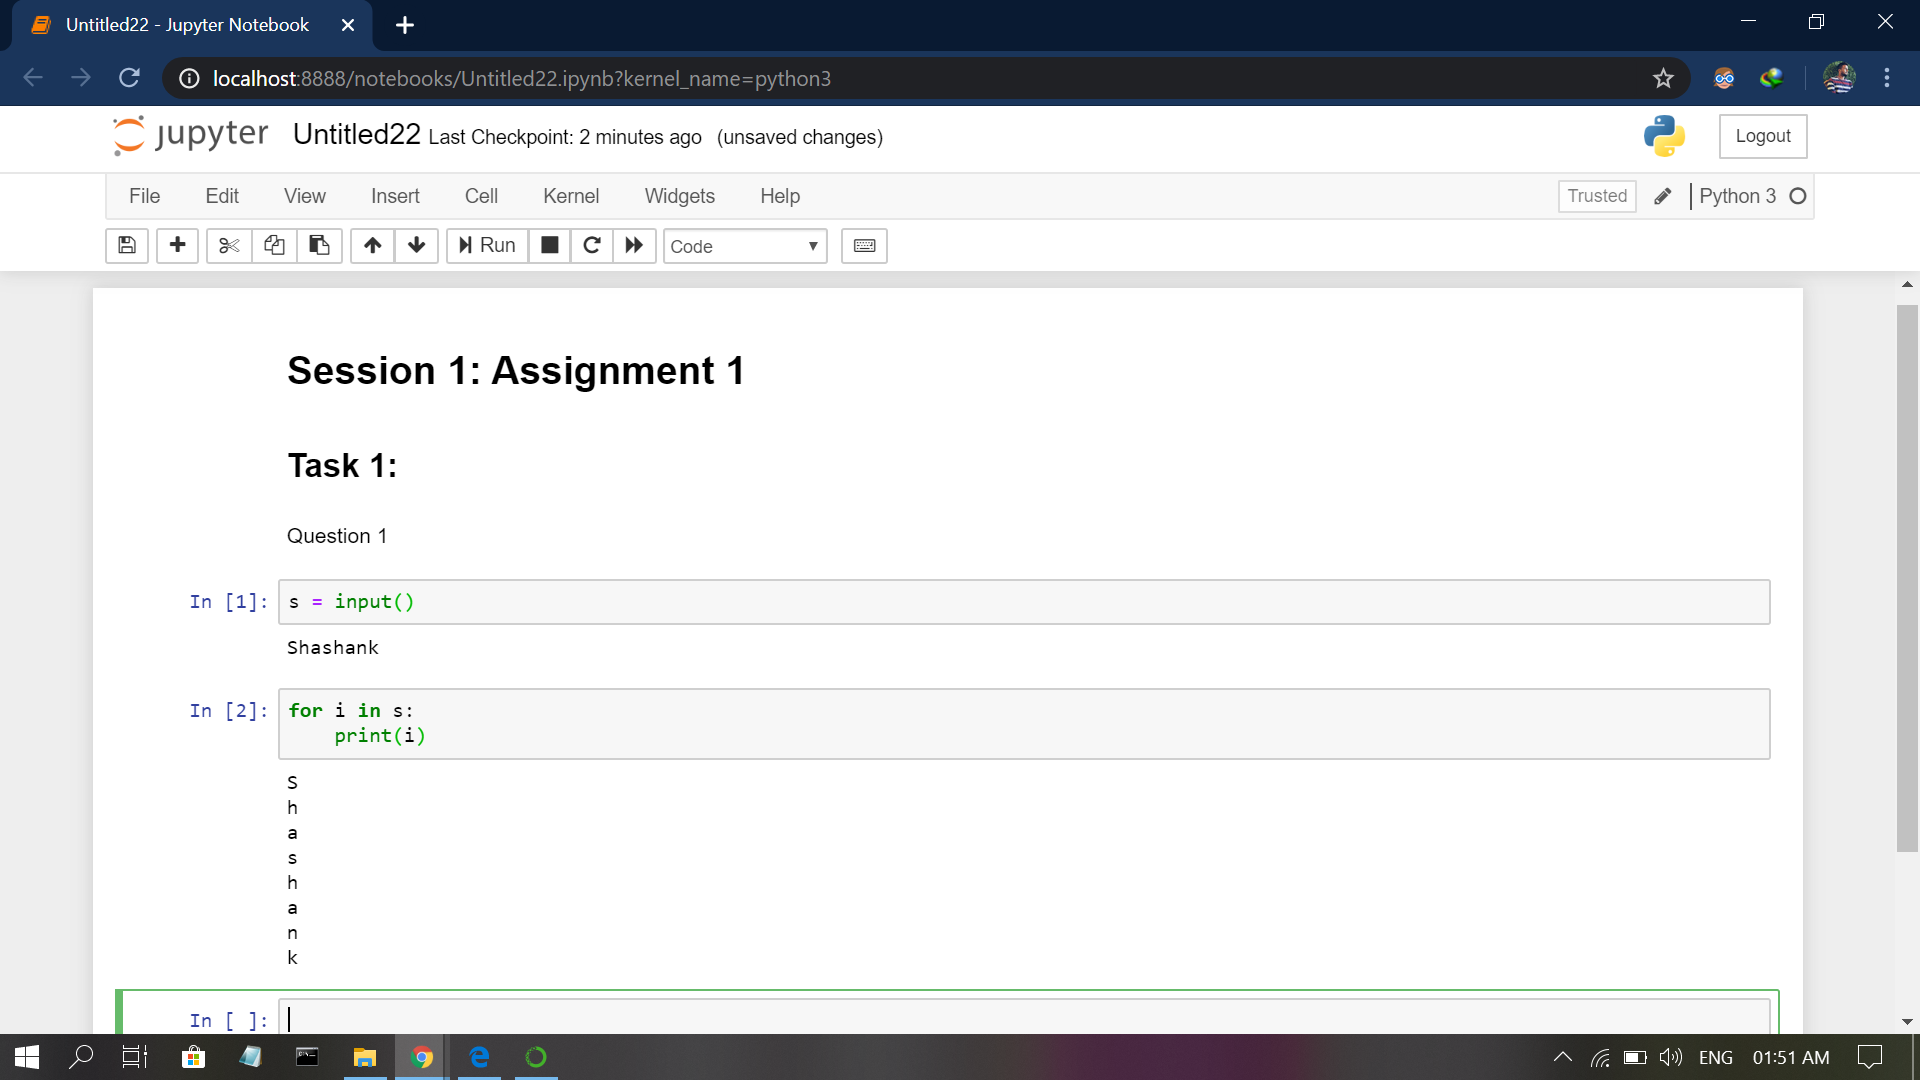 Untitled22 - Jupyter Notebook
localhost:8888/notebooks/Untitled22.ipynb?kernel_name=python3
jupyter Untitled22 Last Checkpoint: 2 minutes ago (unsaved changes)
Logout
File Edit View Insert Cell Kernel Widgets Help Trusted Python 3
Run Code
Session 1: Assignment 1
Task 1:
Question 1
In [1]: s = input()
Shashank
In [2]: for i in s:
    print(i)
S
h
a
s
h
a
n
k
In [ ]:
ENG 01:51 AM